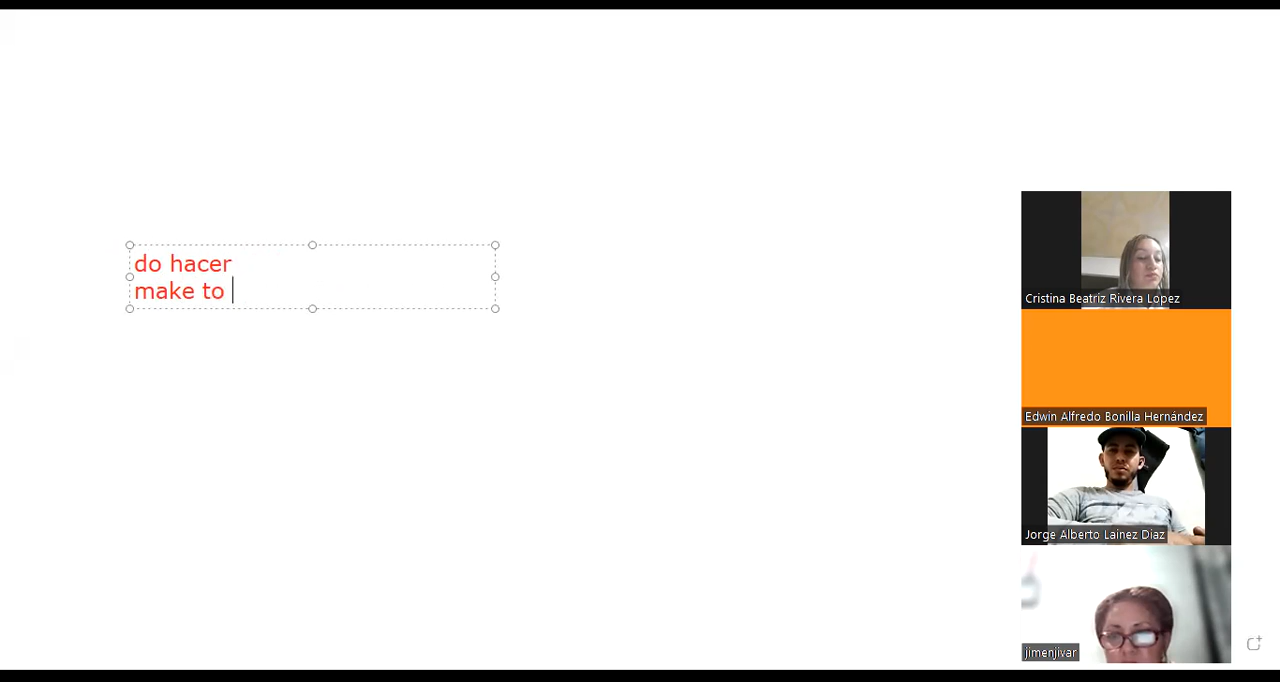 do hacer
make to
Cristina Beatriz Rivera Lopez
Edwin Alfredo Bonilla Hernández
Jorge Alberto Lainez Diaz
jimenjivar